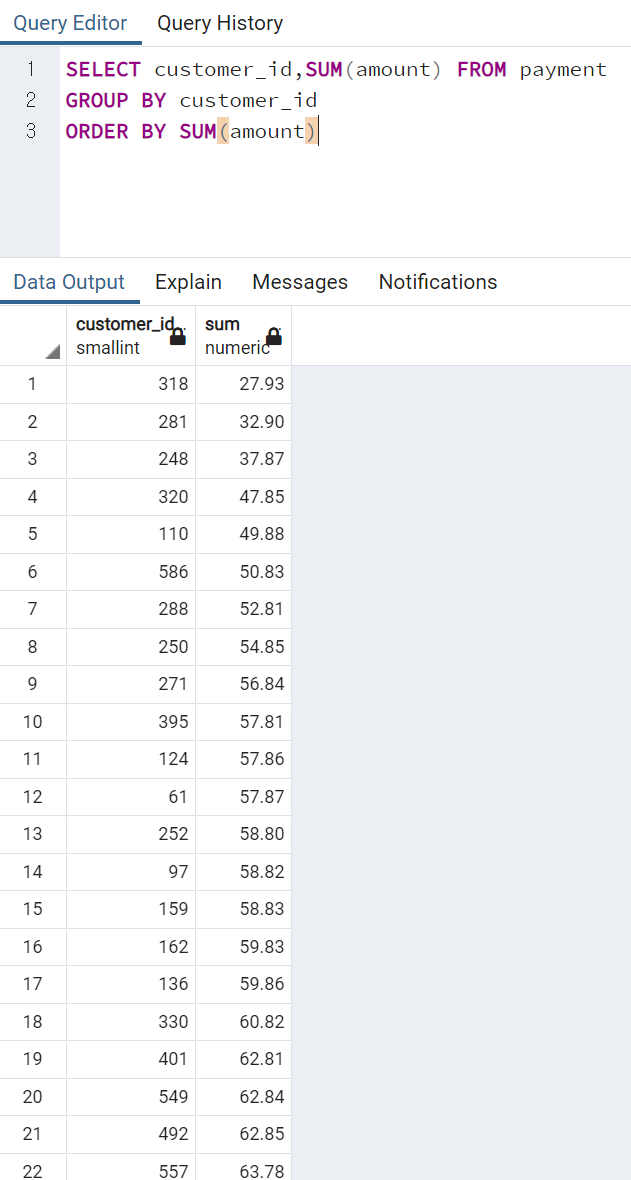 Query Editor Query History
1 SELECT customer_id,SUM(amount) FROM payment
2 GROUP BY customer_id
3 ORDER BY SUM(amount)
Data Output Explain Messages Notifications
customer_id sum
smallint numeric
1 318 27.93
2 281 32.90
3 248 37.87
4 320 47.85
5 110 49.88
6 586 50.83
7 288 52.81
8 250 54.85
9 271 56.84
10 395 57.81
11 124 57.86
12 61 57.87
13 252 58.80
14 97 58.82
15 159 58.83
16 162 59.83
17 136 59.86
18 330 60.82
19 401 62.81
20 549 62.84
21 492 62.85
22 557 63.78